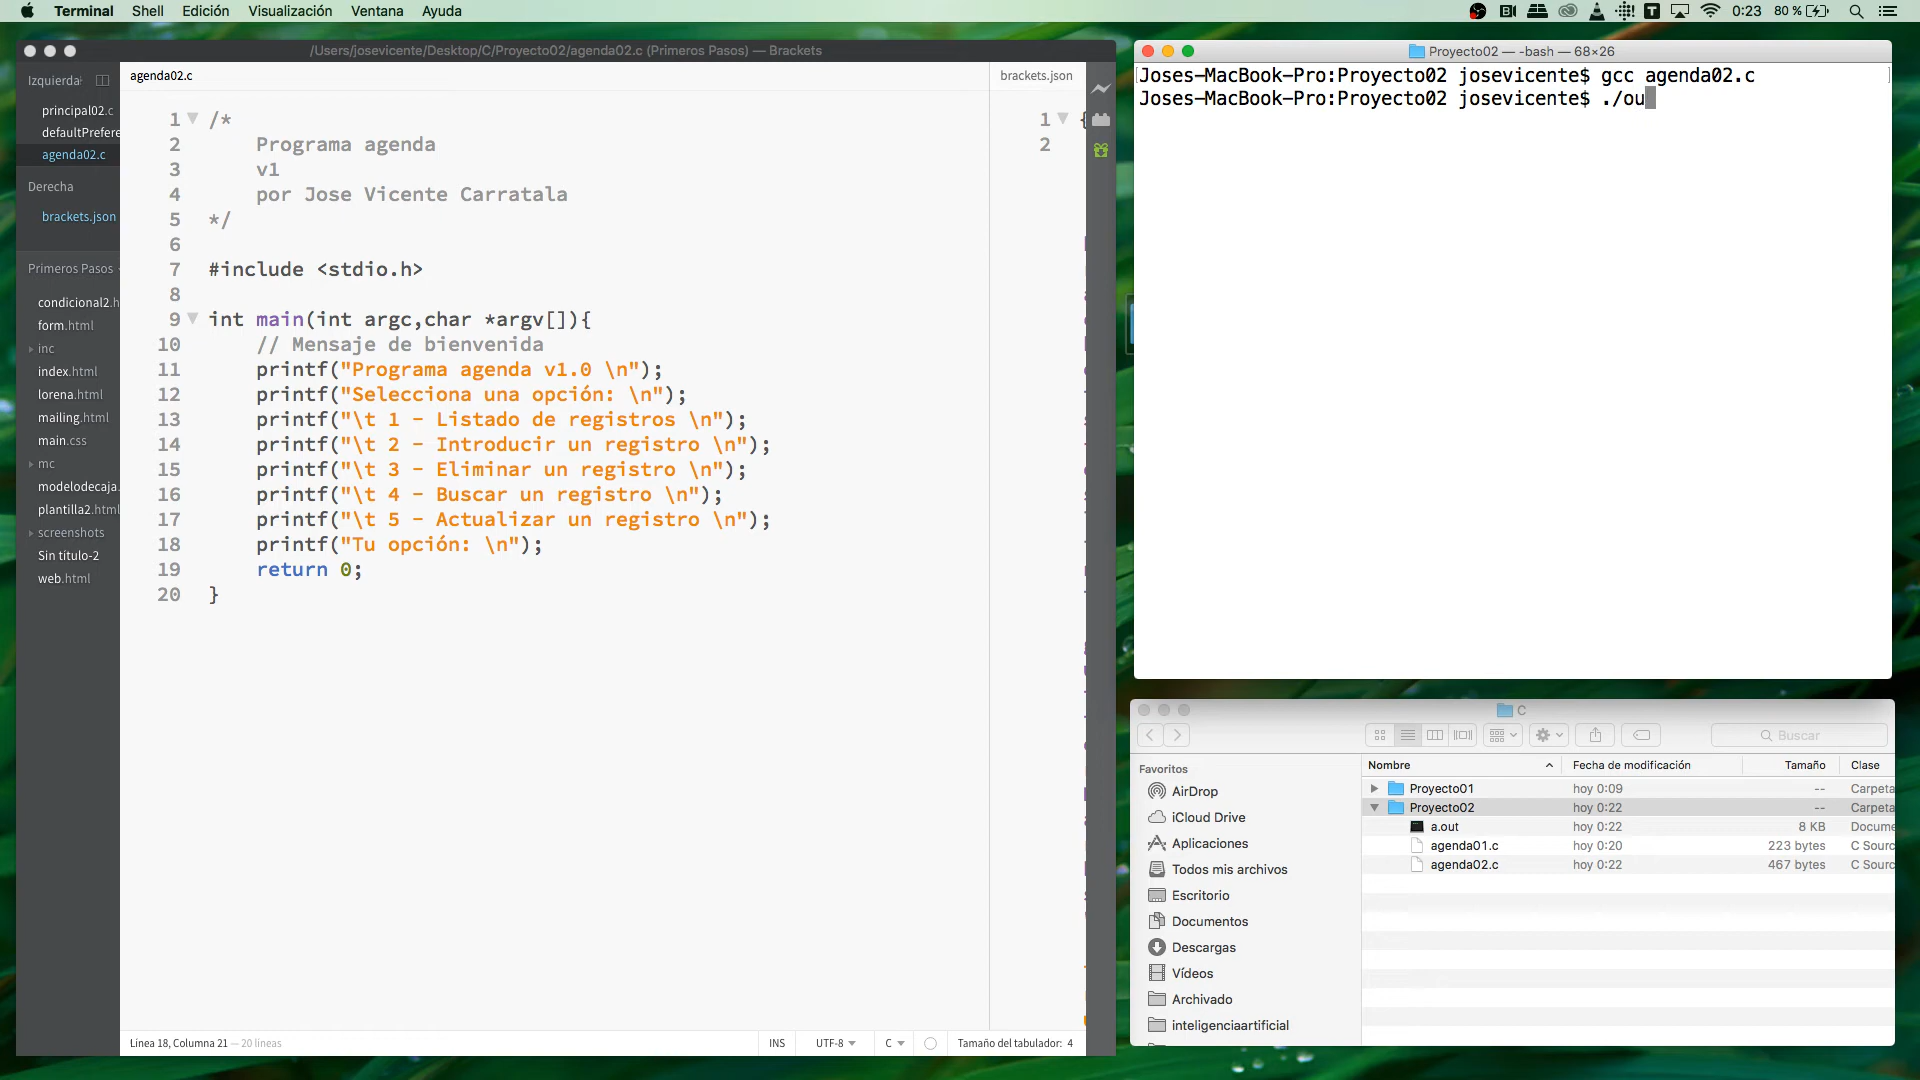 Terminal Shell Edición Visualización Ventana Ayuda
0:23 80 %
/Users/josevicente/Desktop/C/Proyecto02/agenda02.c (Primeros Pasos) — Brackets
Izquierda
principal02.c
defaultPrefere
agenda02.c
Derecha
brackets.json
Primeros Pasos
condicional2.h
form.html
inc
index.html
lorena.html
mailing.html
main.css
mc
modelodecaja.
plantilla2.html
screenshots
Sin título-2
web.html
agenda02.c
1 /*
2 Programa agenda
3 v1
4 por Jose Vicente Carratala
5 */
6
7 #include <stdio.h>
8
9 int main(int argc,char *argv[]){
10 // Mensaje de bienvenida
11 printf("Programa agenda v1.0 \n");
12 printf("Selecciona una opción: \n");
13 printf("\t 1 - Listado de registros \n");
14 printf("\t 2 - Introducir un registro \n");
15 printf("\t 3 - Eliminar un registro \n");
16 printf("\t 4 - Buscar un registro \n");
17 printf("\t 5 - Actualizar un registro \n");
18 printf("Tu opción: \n");
19 return 0;
20 }
brackets.json
1 {
2
Línea 18, Columna 21 — 20 líneas
INS UTF-8 C Tamaño del tabulador: 4
Proyecto02 — -bash — 68×26
Joses-MacBook-Pro:Proyecto02 josevicente$ gcc agenda02.c
Joses-MacBook-Pro:Proyecto02 josevicente$ ./ou
C
Buscar
Favoritos
AirDrop
iCloud Drive
Aplicaciones
Todos mis archivos
Escritorio
Documentos
Descargas
Vídeos
Archivado
inteligenciaartificial
Nombre Fecha de modificación Tamaño Clase
Proyecto01 hoy 0:09 -- Carpeta
Proyecto02 hoy 0:22 -- Carpeta
a.out hoy 0:22 8 KB Docume
agenda01.c hoy 0:20 223 bytes C Sourc
agenda02.c hoy 0:22 467 bytes C Sourc